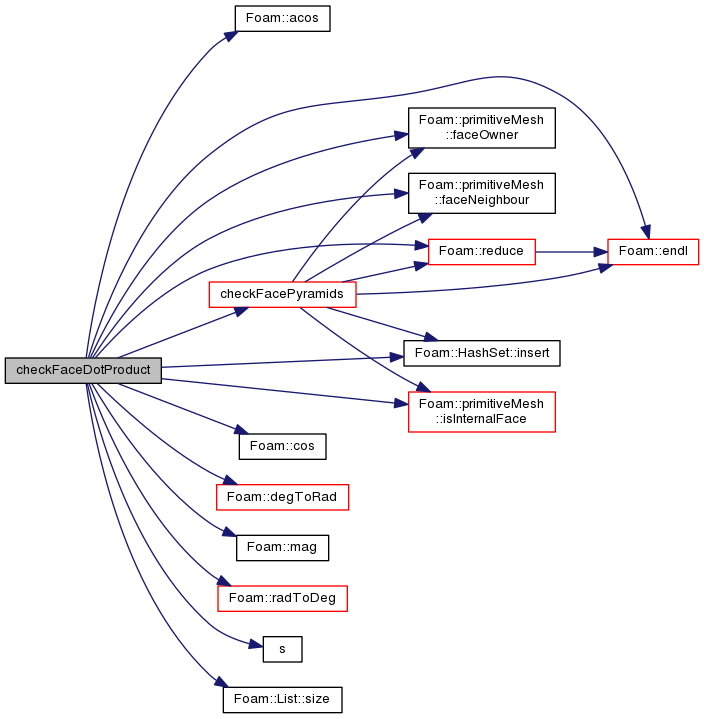 Foam::acos
Foam::primitiveMesh
::faceOwner
Foam::primitiveMesh
::faceNeighbour
Foam::reduce
Foam::endl
checkFacePyramids
Foam::HashSet::insert
checkFaceDotProduct
Foam::primitiveMesh
::isInternalFace
Foam::cos
Foam::degToRad
Foam::mag
Foam::radToDeg
s
Foam::List::size